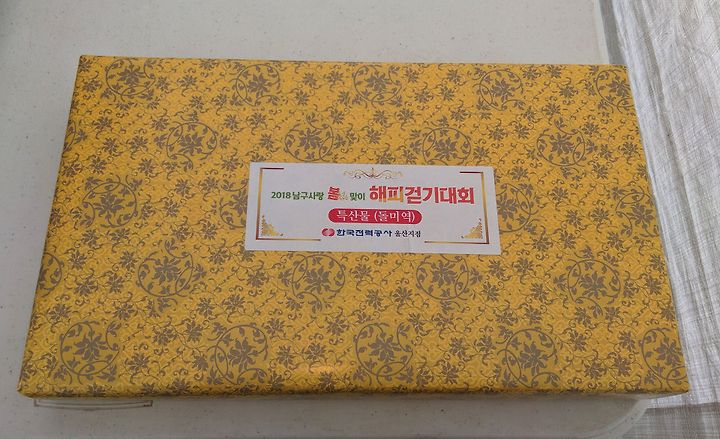 2018 남구사랑 봄 맞이 해피걷기대회
특산물 (돌미역)
한국전력공사 울산지점